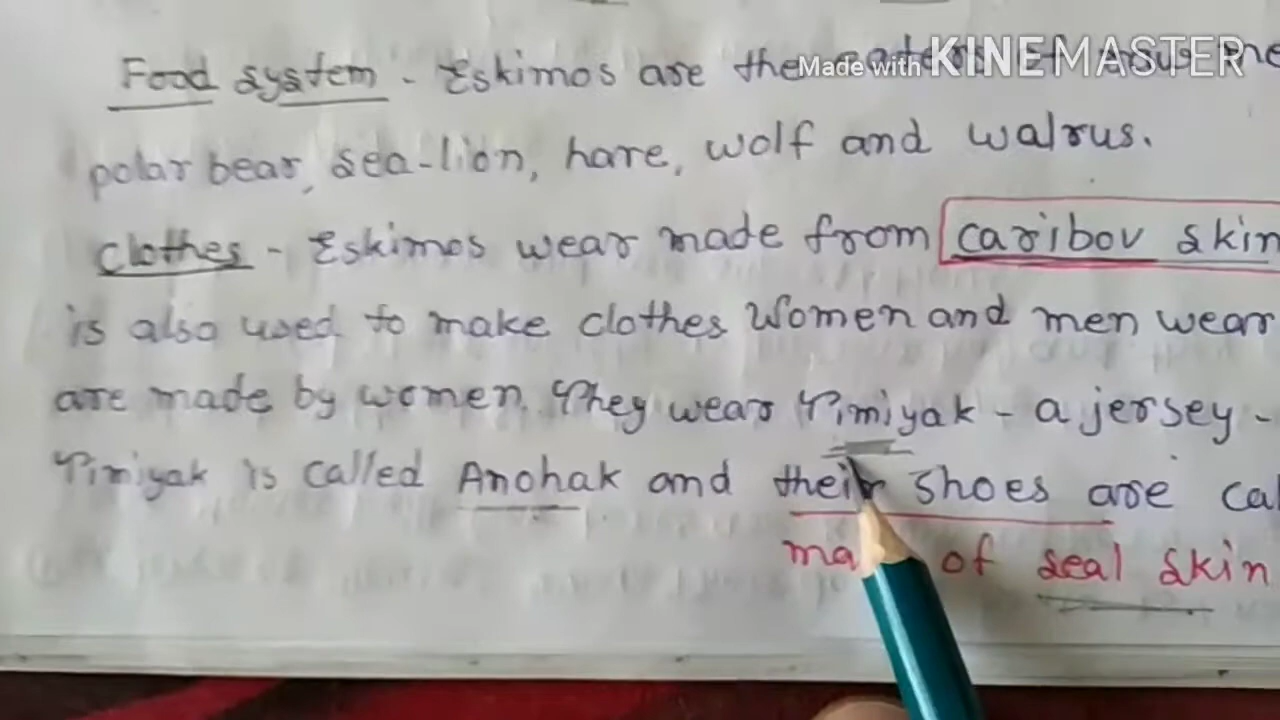 Food system - Eskimos are the
Made with KINEMASTER
polar bear, sea-lion, hare, wolf and walrus.
Clothes - Eskimos wear made from caribou skin
is also used to make clothes Women and men wear
are made by women. They wear Timiyak - a jersey -
Timiyak is called Anohak and their shoes are
of seal skin